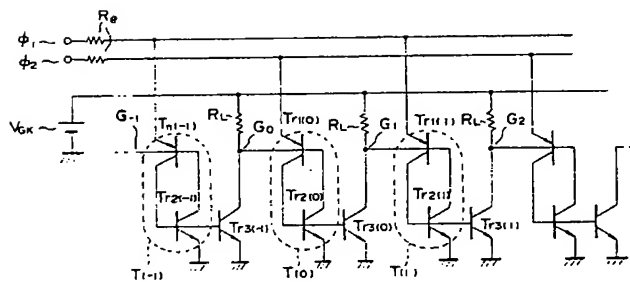 Re
ϕ1
ϕ2
VGK
G-1 Tr1(-1) RL G0 Tr1(0) RL G1 Tr1(1) RL G2
Tr2(-1) Tr3(-1) Tr2(0) Tr3(0) Tr2(1) Tr3(1)
T(-1) T(0) T(1)